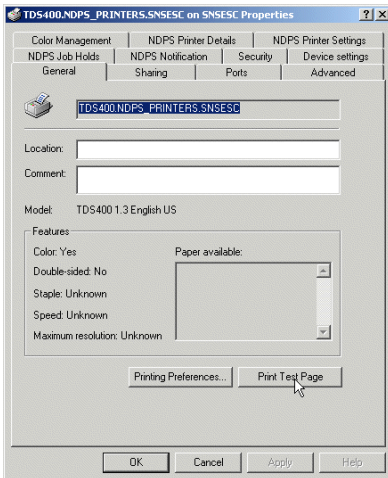 TDS400.NDPS_PRINTERS.SNSESC on SNSESC Properties
Color Management NDPS Printer Details NDPS Printer Settings
NDPS Job Holds NDPS Notification Security Device settings
General Sharing Ports Advanced
TDS400.NDPS_PRINTERS.SNSESC
Location:
Comment:
Model: TDS400 1.3 English US
Features
Color: Yes Paper available:
Double-sided: No
Staple: Unknown
Speed: Unknown
Maximum resolution: Unknown
Printing Preferences... Print Test Page
OK Cancel Apply Help